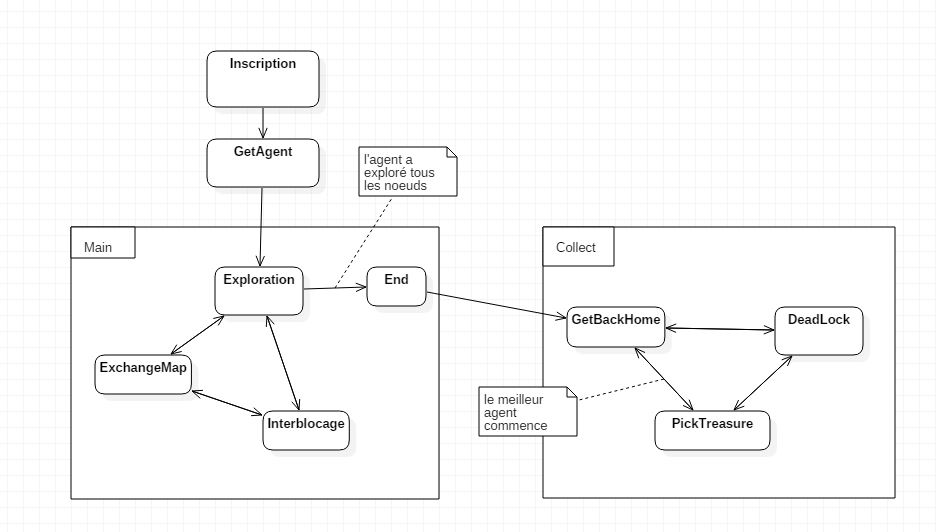 Inscription
GetAgent
l'agent a
exploré tous
les noeuds
Main
Collect
Exploration
End
GetBackHome
DeadLock
ExchangeMap
le meilleur
agent
commence
Interblocage
PickTreasure